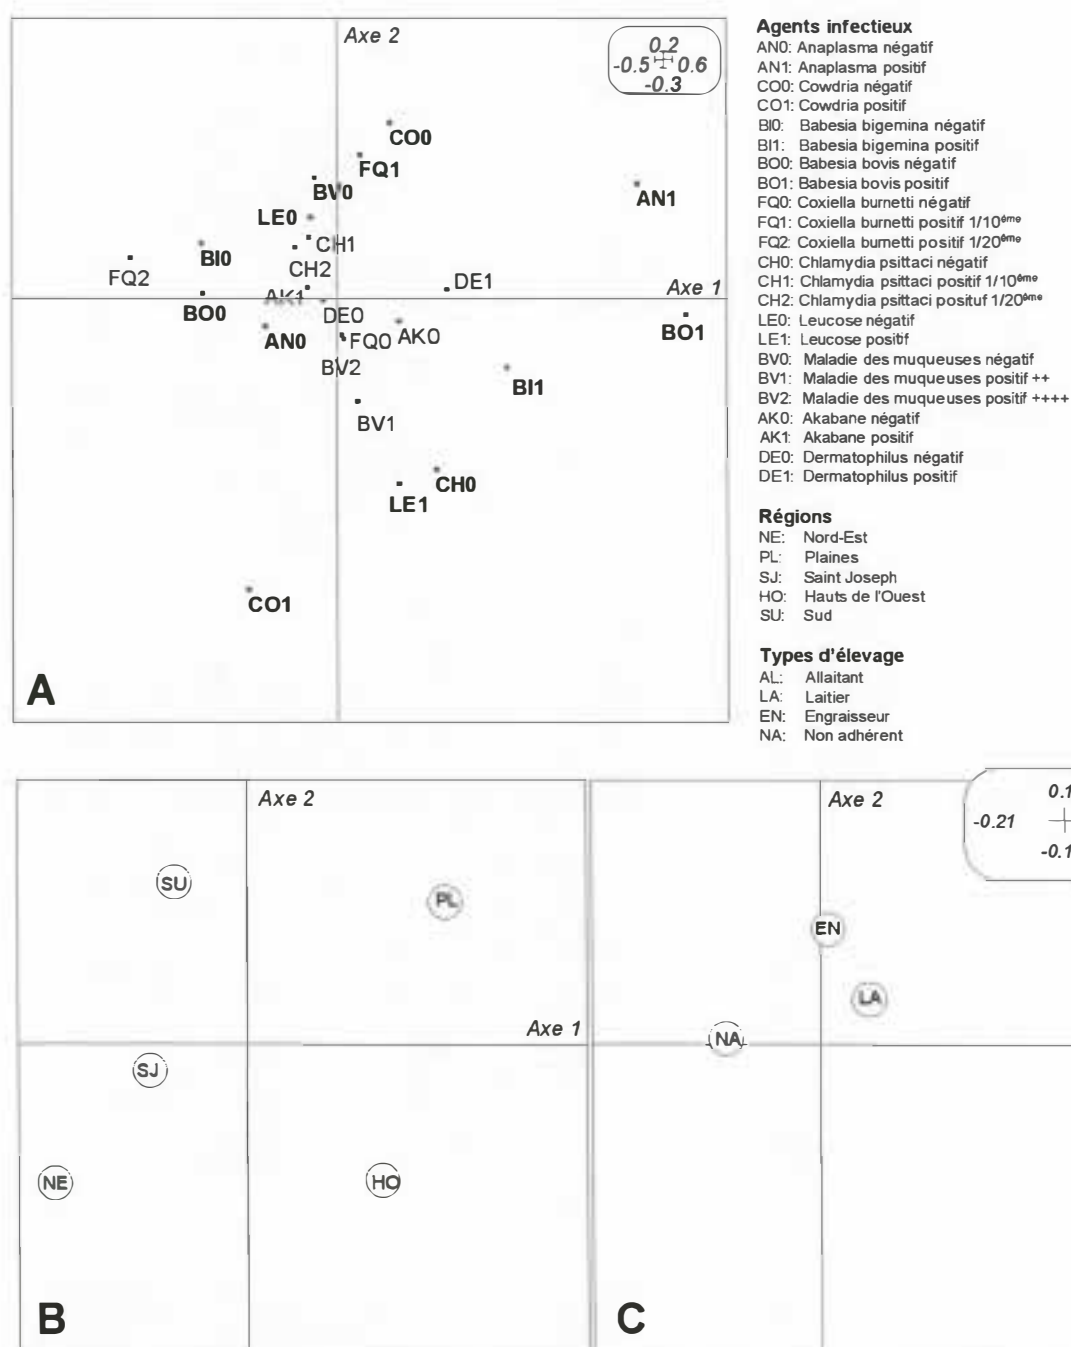 Axe 2
0.2
-0.5 0.6
-0.3
CO0
FQ1
AN1
BV0
LE0
CH1
BI0
CH2
FQ2
DE1
AK1
Axe 1
BO0
DE0
BO1
AN0
FQ0
AK0
BV2
BI1
BV1
CH0
LE1
CO1
A
Agents infectieux
AN0: Anaplasma négatif
AN1: Anaplasma positif
CO0: Cowdria négatif
CO1: Cowdria positif
BI0: Babesia bigemina négatif
BI1: Babesia bigemina positif
BO0: Babesia bovis négatif
BO1: Babesia bovis positif
FQ0: Coxiella burnetti négatif
FQ1: Coxiella burnetti positif 1/10ème
FQ2: Coxiella burnetti positif 1/20ème
CH0: Chlamydia psittaci négatif
CH1: Chlamydia psittaci positif 1/10ème
CH2: Chlamydia psittaci posituf 1/20ème
LE0: Leucose négatif
LE1: Leucose positif
BV0: Maladie des muqueuses négatif
BV1: Maladie des muqueuses positif ++
BV2: Maladie des muqueuses positif ++++
AK0: Akabane négatif
AK1: Akabane positif
DE0: Dermatophilus négatif
DE1: Dermatophilus positif
Régions
NE: Nord-Est
PL: Plaines
SJ: Saint Joseph
HO: Hauts de l'Ouest
SU: Sud
Types d'élevage
AL: Allaitant
LA: Laitier
EN: Engraisseur
NA: Non adhérent
Axe 2
SU
PL
Axe 1
SJ
NE
HO
B
Axe 2
0.1
-0.21
-0.1
EN
LA
NA
C